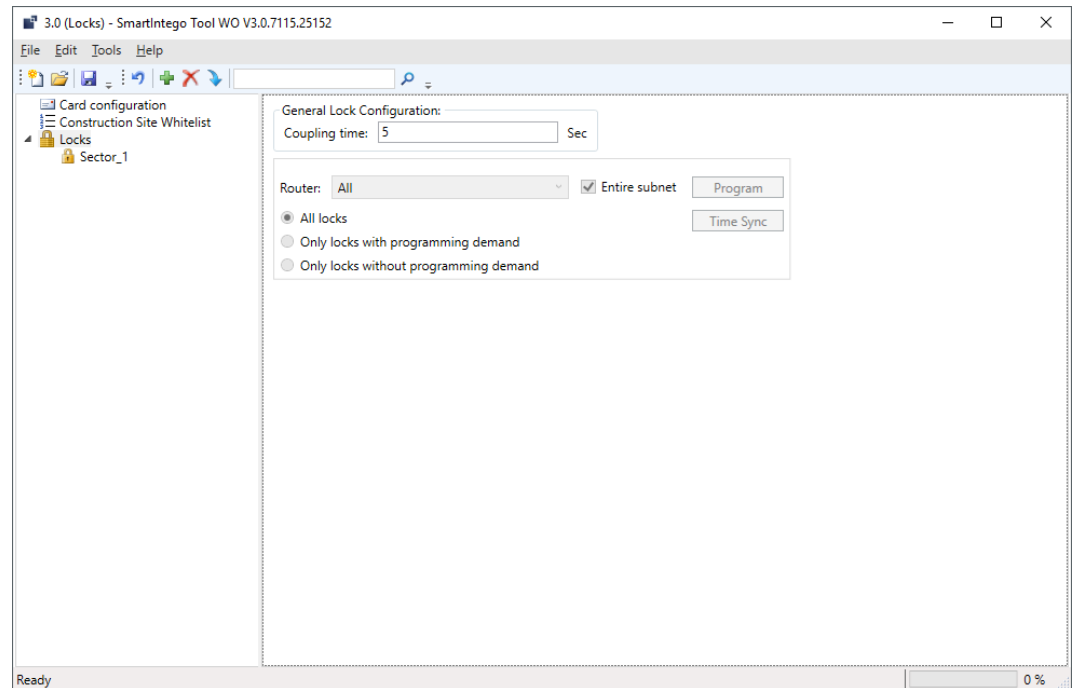 3.0 (Locks) - SmartIntego Tool WO V3.0.7115.25152
File Edit Tools Help
Card configuration
Construction Site Whitelist
Locks
Sector_1
General Lock Configuration:
Coupling time: 5 Sec
Router: All Entire subnet Program
All locks Time Sync
Only locks with programming demand
Only locks without programming demand
Ready 0 %